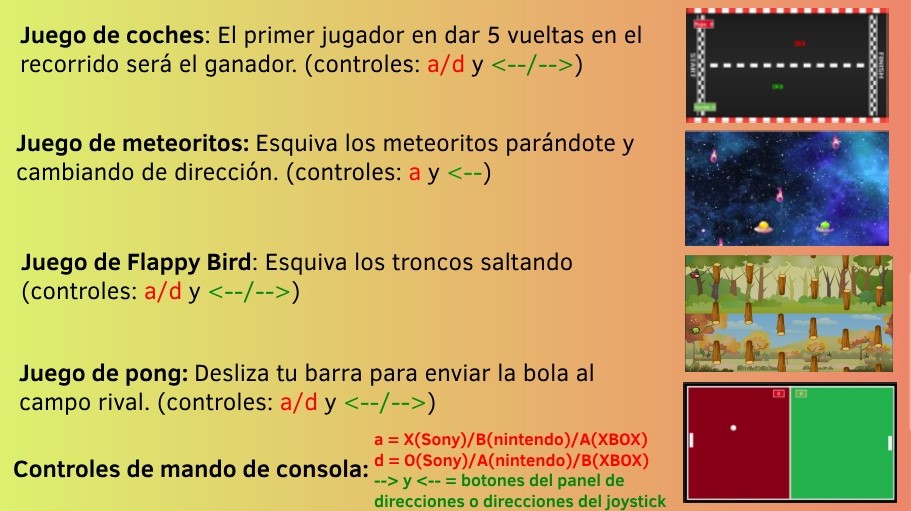 Juego de coches: El primer jugador en dar 5 vueltas en el
recorrido será el ganador. (controles: a/d y <--/-->)
Juego de meteoritos: Esquiva los meteoritos parándote y
cambiando de dirección. (controles: a y <--)
Juego de Flappy Bird: Esquiva los troncos saltando
(controles: a/d y <--/-->)
Juego de pong: Desliza tu barra para enviar la bola al
campo rival. (controles: a/d y <--/-->)
Controles de mando de consola:
a = X(Sony)/B(nintendo)/A(XBOX)
d = O(Sony)/A(nintendo)/B(XBOX)
--> y <-- = botones del panel de
direcciones o direcciones del joystick